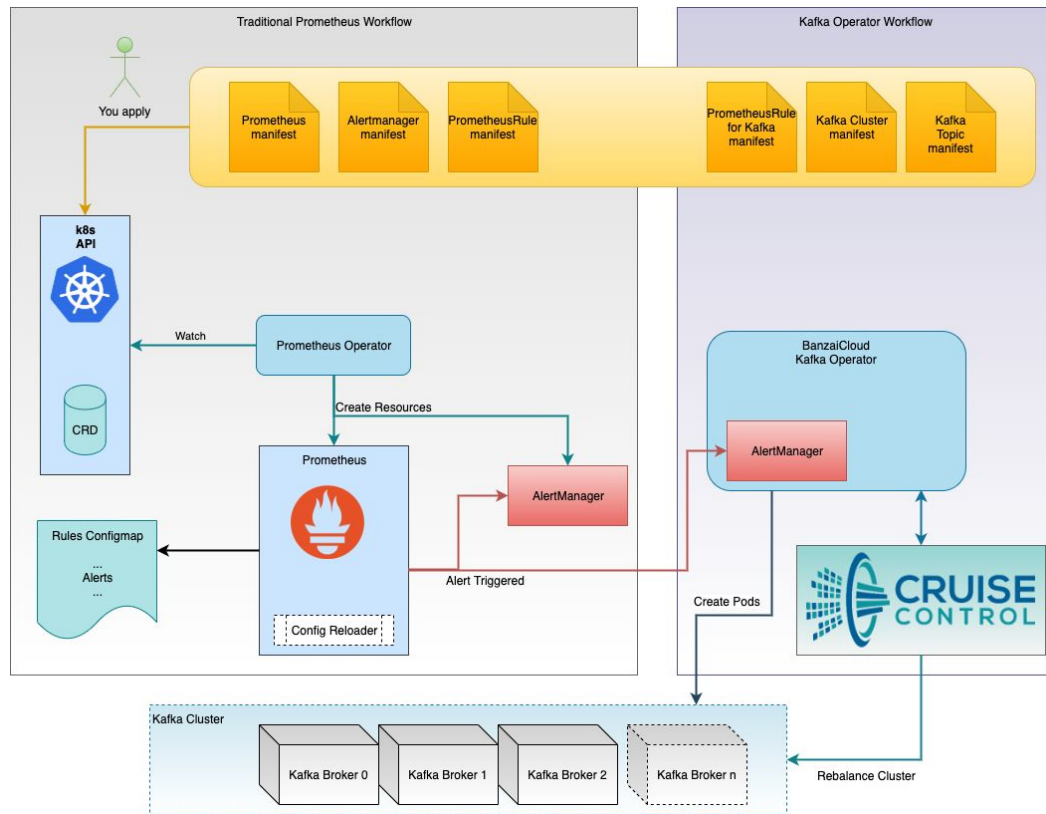 Traditional Prometheus Workflow
Kafka Operator Workflow
You apply
Prometheus
manifest
Alertmanager
manifest
PrometheusRule
manifest
PrometheusRule
for Kafka
manifest
Kafka Cluster
manifest
Kafka
Topic
manifest
k8s
API
CRD
Watch
Prometheus Operator
Create Resources
BanzaiCloud
Kafka Operator
AlertManager
Prometheus
AlertManager
Rules Configmap
...
Alerts
...
Alert Triggered
Config Reloader
Create Pods
CRUISE
CONTROL
Kafka Cluster
Kafka Broker 0
Kafka Broker 1
Kafka Broker 2
Kafka Broker n
Rebalance Cluster